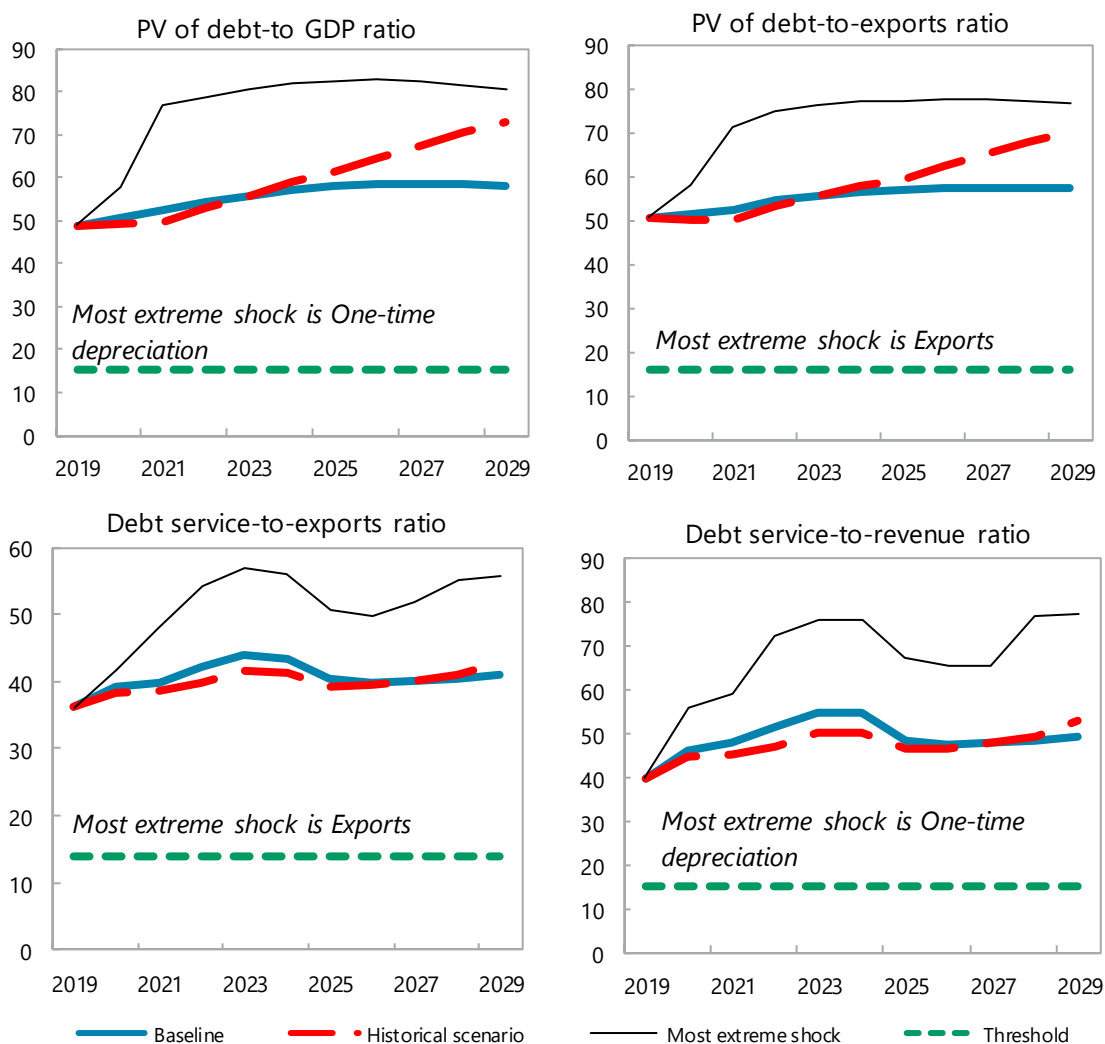 PV of debt-to GDP ratio
90
80
70
60
50
40
30
20
10
0
Most extreme shock is One-time
depreciation
2019 2021 2023 2025 2027 2029
PV of debt-to-exports ratio
90
80
70
60
50
40
30
20
10
0
Most extreme shock is Exports
2019 2021 2023 2025 2027 2029
Debt service-to-exports ratio
60
50
40
30
20
10
0
Most extreme shock is Exports
2019 2021 2023 2025 2027 2029
Debt service-to-revenue ratio
90
80
70
60
50
40
30
20
10
0
Most extreme shock is One-time
depreciation
2019 2021 2023 2025 2027 2029
Baseline Historical scenario Most extreme shock Threshold